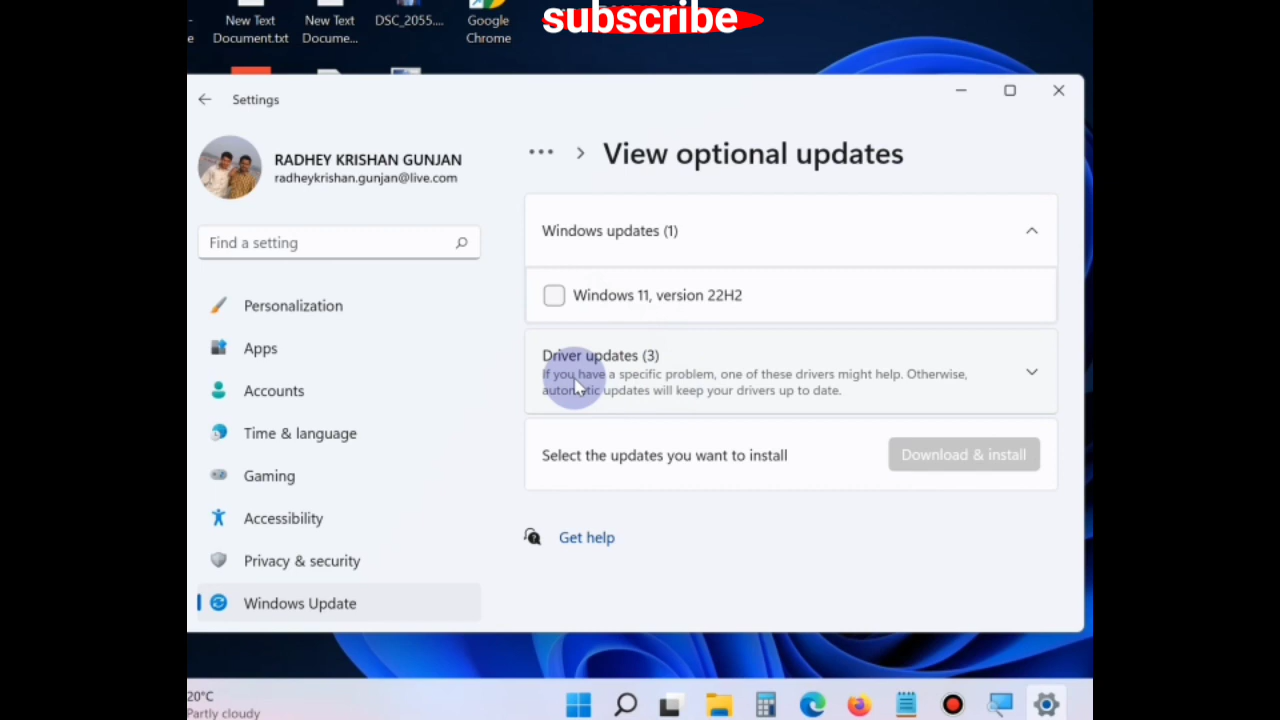 subscribe
New Text
Document.txt
New Text
Docume...
DSC_2055....
Google
Chrome
e
Settings
RADHEY KRISHAN GUNJAN
radheykrishan.gunjan@live.com
Find a setting
Personalization
Apps
Accounts
Time & language
Gaming
Accessibility
Privacy & security
Windows Update
... > View optional updates
Windows updates (1)
Windows 11, version 22H2
Driver updates (3)
If you have a specific problem, one of these drivers might help. Otherwise,
automatic updates will keep your drivers up to date.
Select the updates you want to install
Download & install
Get help
20°C
Partly cloudy